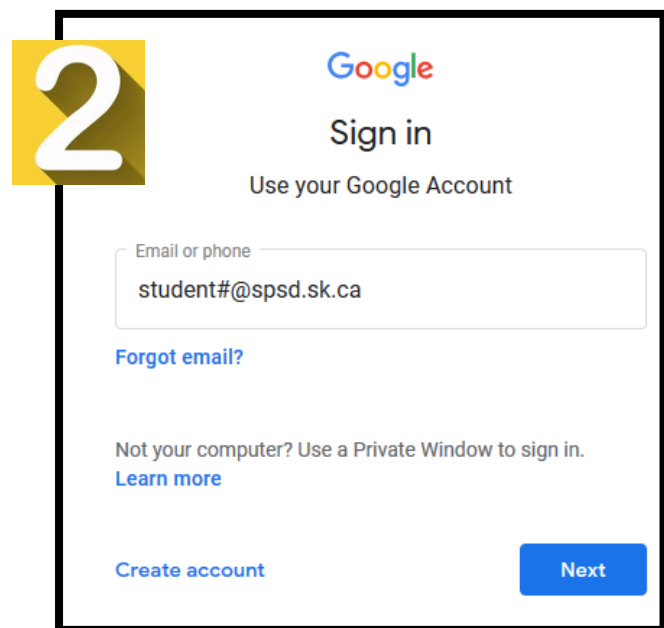 2
Google
Sign in
Use your Google Account
Email or phone
student#@spsd.sk.ca
Forgot email?
Not your computer? Use a Private Window to sign in.
Learn more
Create account
Next